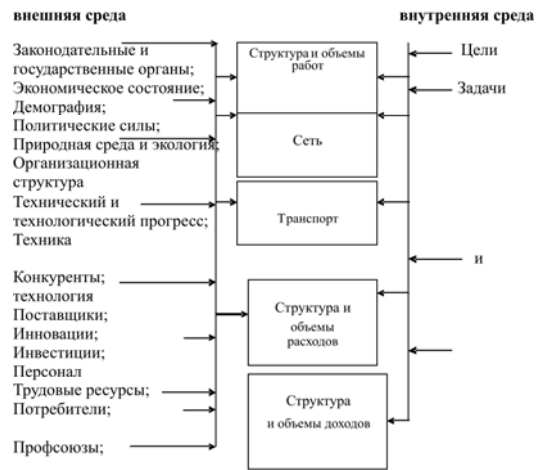 внешняя среда
внутренняя среда
Законодательные и
государственные органы;
Экономическое состояние;
Демография;
Политические силы;
Природная среда и экология;
Организационная
структура
Технический и
технологический прогресс;
Техника
Конкуренты;
технология
Поставщики;
Инновации;
Инвестиции;
Персонал
Трудовые ресурсы;
Потребители;
Профсоюзы;
Структура и объемы
работ
Сеть
Транспорт
Структура и
объемы
расходов
Структура
и объемы доходов
Цели
Задачи
и